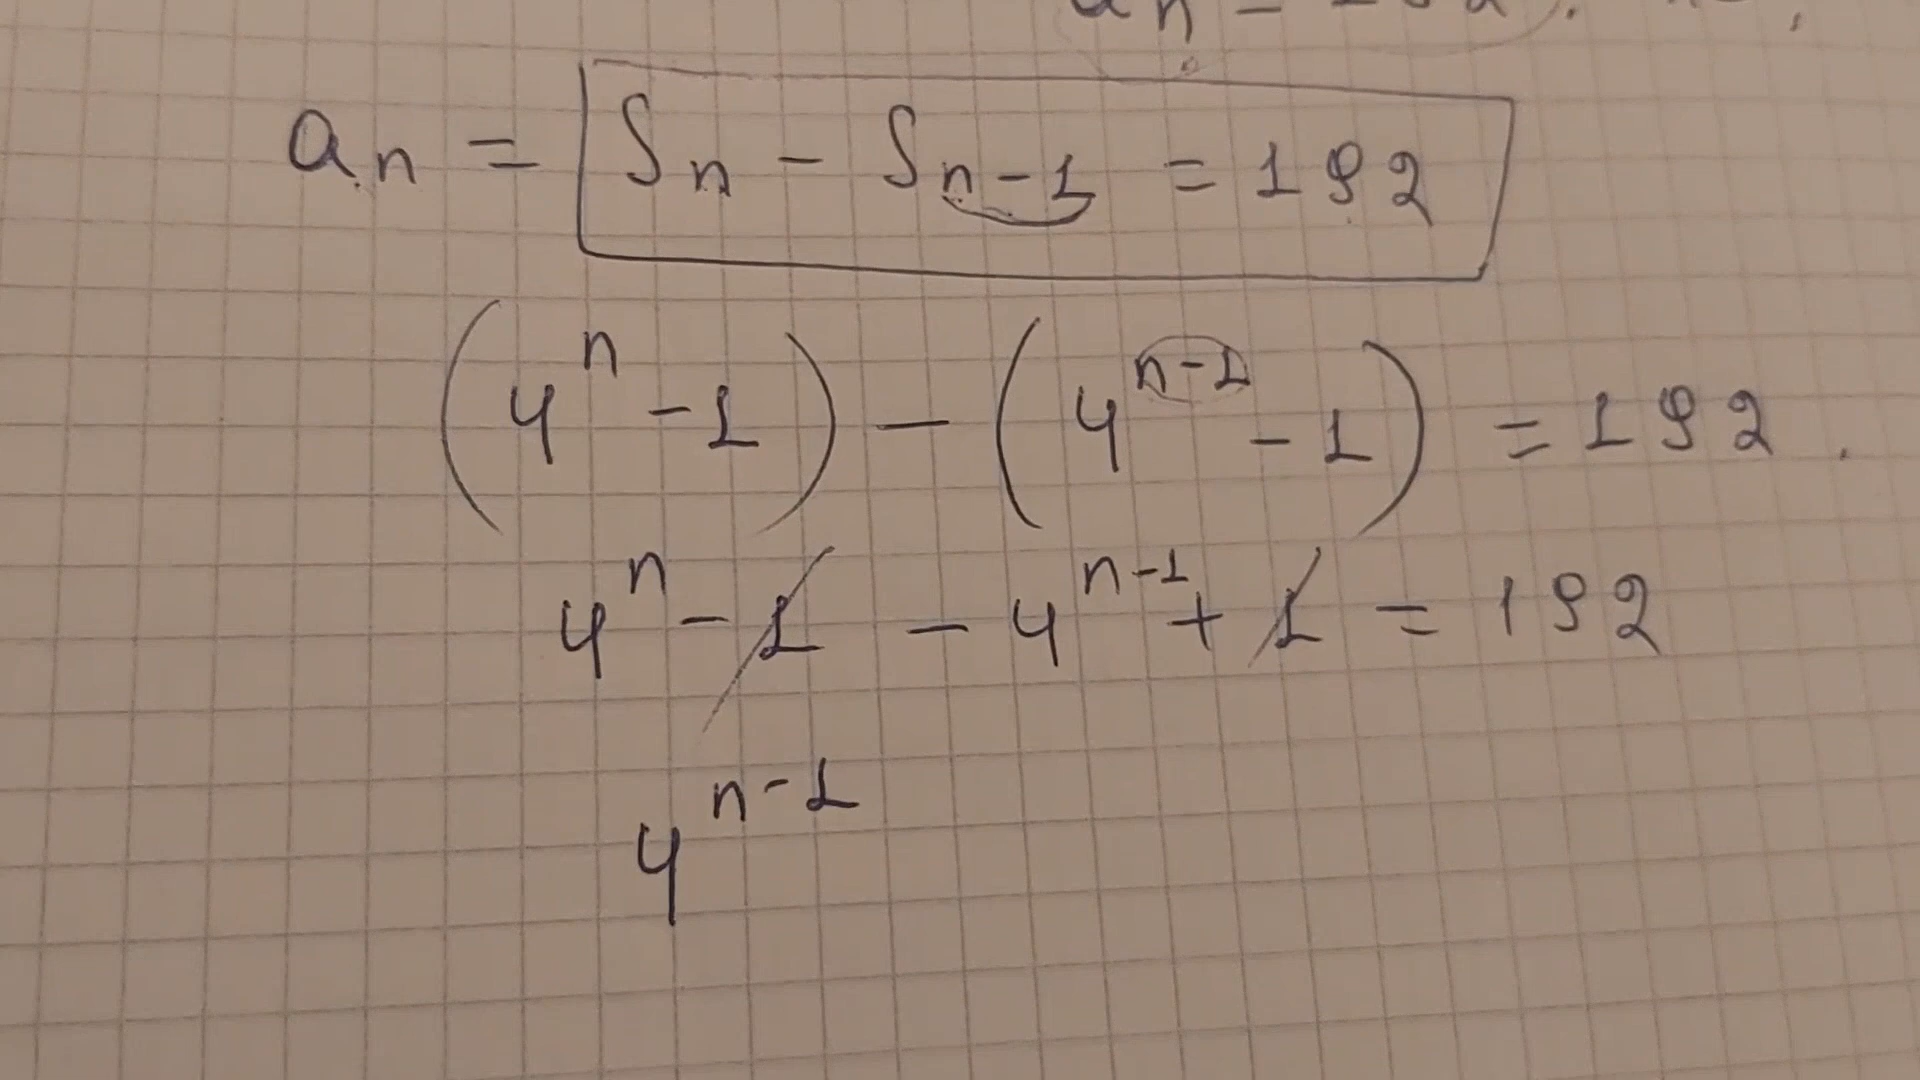 aₙ = Sₙ - Sₙ₋₁ = 192
(4ⁿ - 1) - (4ⁿ⁻¹ - 1) = 192.
4ⁿ - 1 - 4ⁿ⁻¹ + 1 = 192
4ⁿ⁻¹